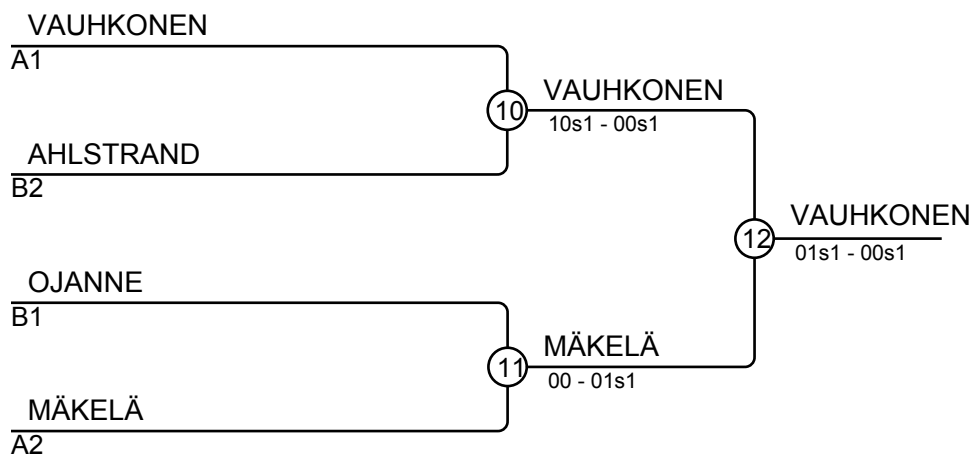 VAUHKONEN
A1
10
VAUHKONEN
10s1 - 00s1
AHLSTRAND
B2
12
VAUHKONEN
01s1 - 00s1
OJANNE
B1
11
MÄKELÄ
00 - 01s1
MÄKELÄ
A2